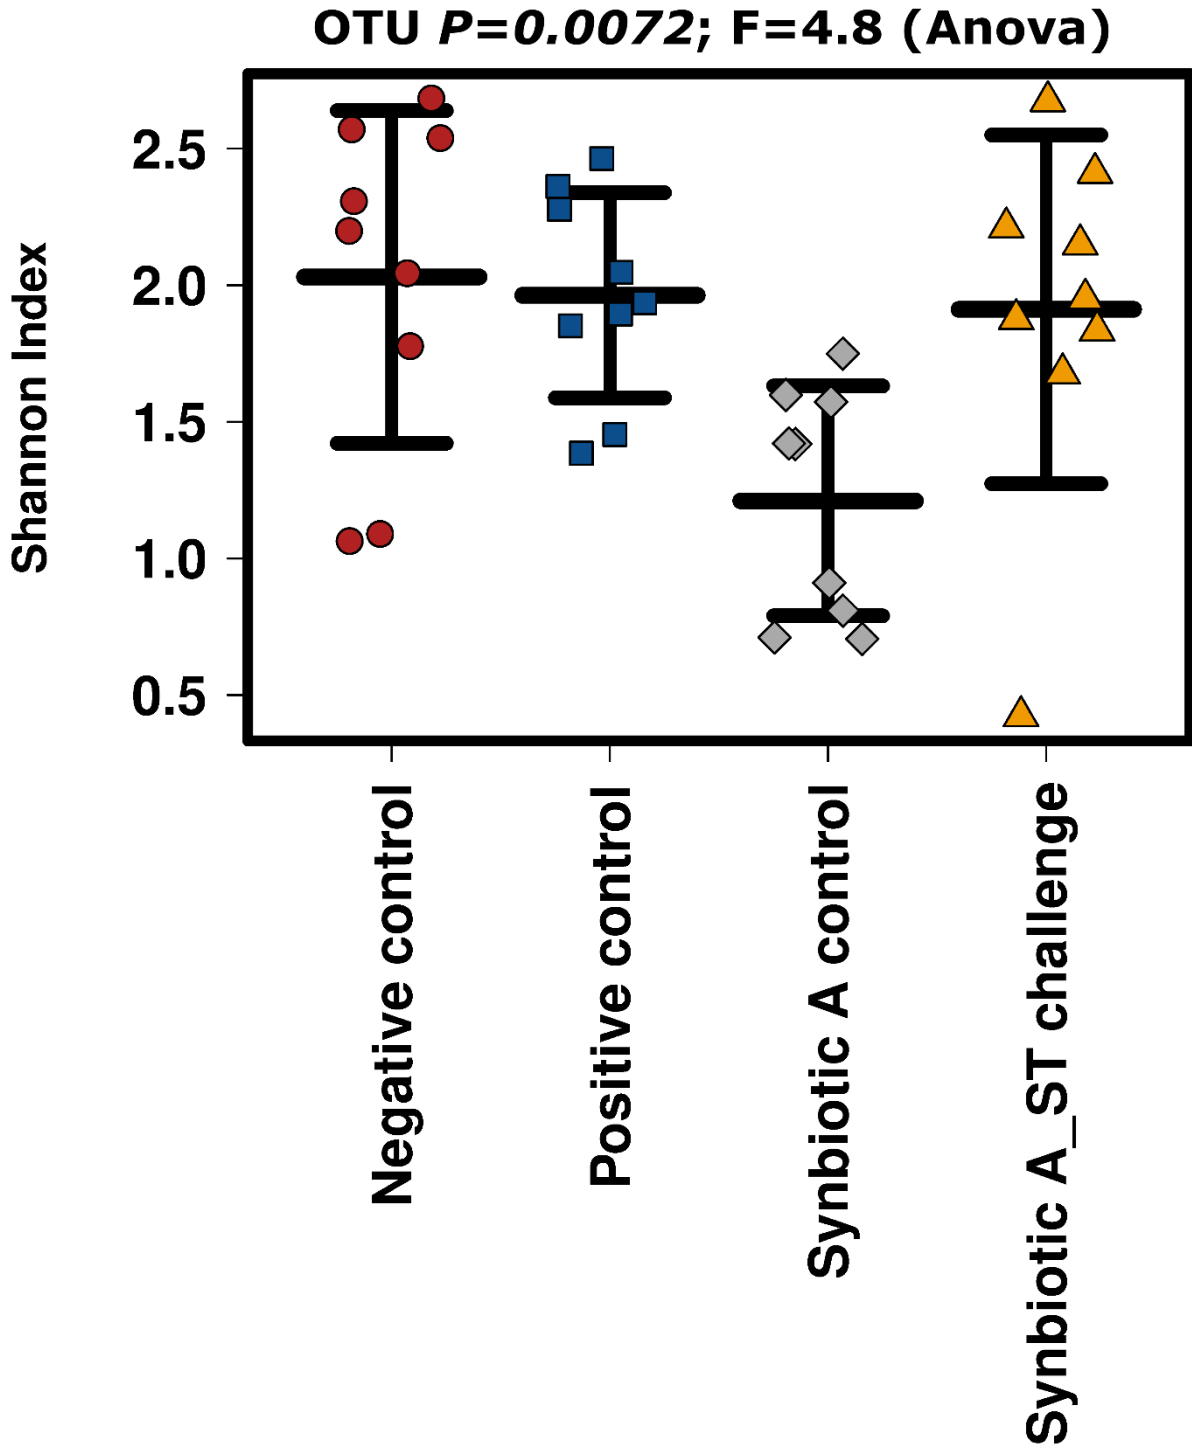 OTU P=0.0072; F=4.8 (Anova)
Shannon Index
2.5
2.0
1.5
1.0
0.5
Negative control
Positive control
Synbiotic A control
Synbiotic A_ST challenge